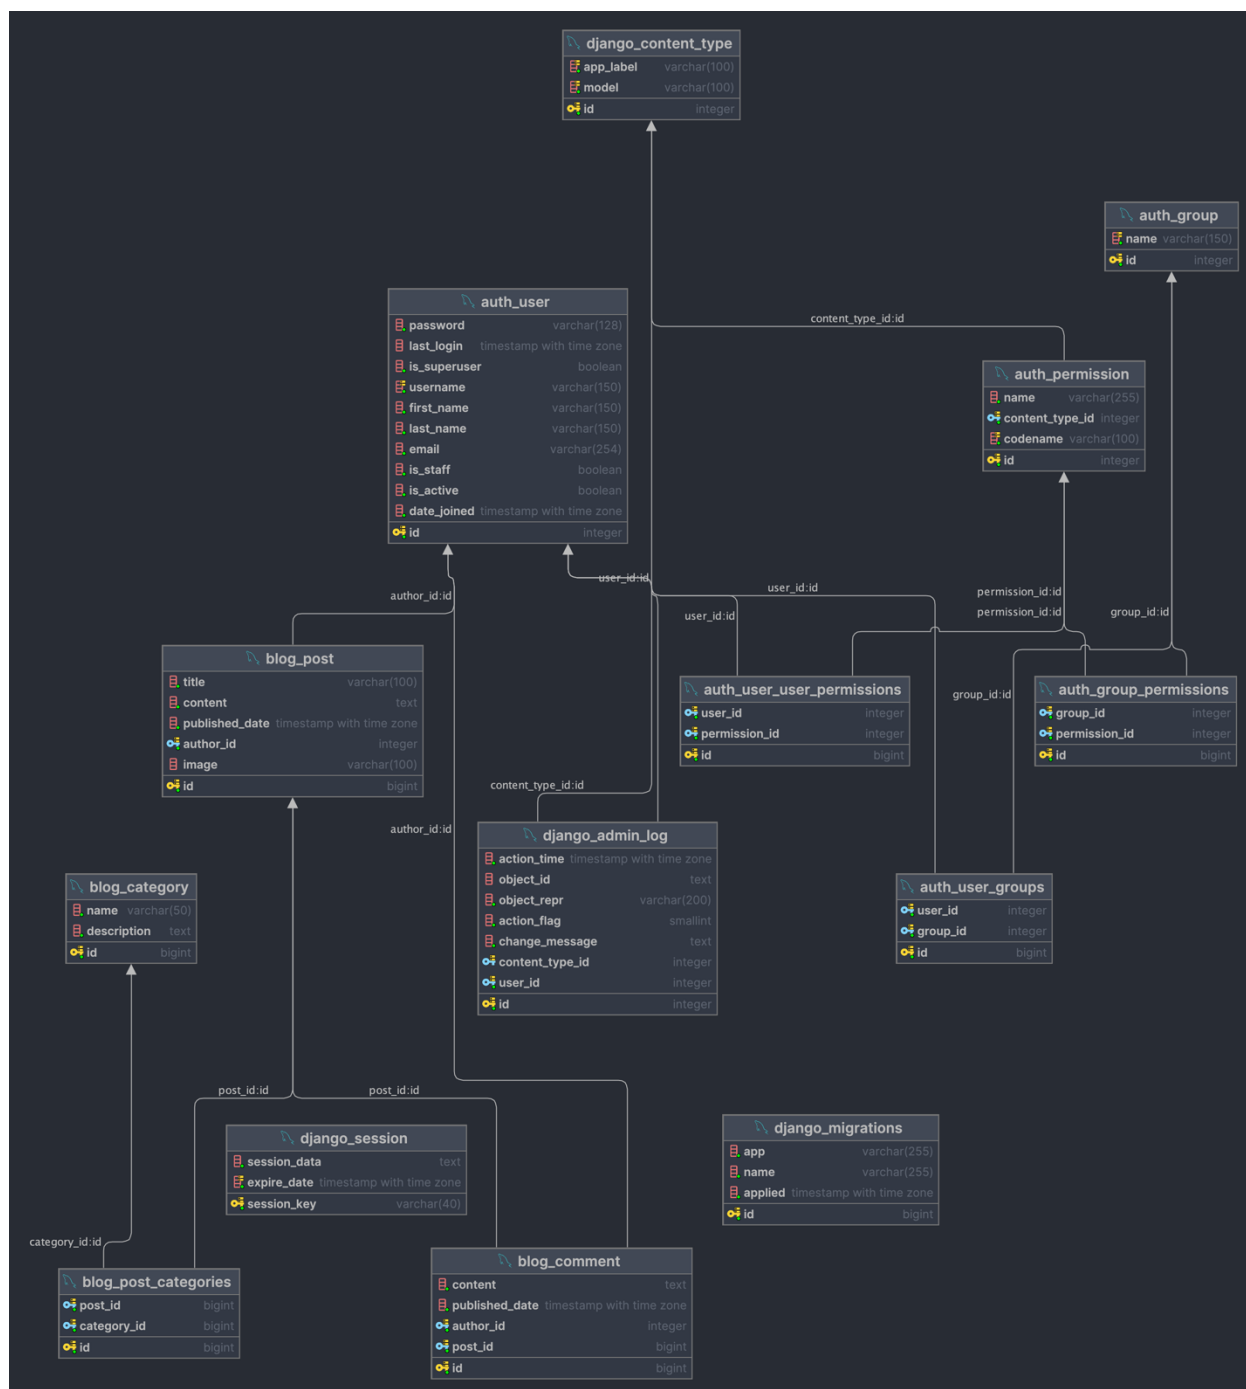 django_content_type
app_label varchar(100)
model varchar(100)
id integer
auth_group
name varchar(150)
id integer
auth_user
password varchar(128)
last_login timestamp with time zone
is_superuser boolean
username varchar(150)
first_name varchar(150)
last_name varchar(150)
email varchar(254)
is_staff boolean
is_active boolean
date_joined timestamp with time zone
id integer
content_type_id:id
auth_permission
name varchar(255)
content_type_id integer
codename varchar(100)
id integer
author_id:id
user_id:id
user_id:id
user_id:id
permission_id:id
permission_id:id
group_id:id
blog_post
title varchar(100)
content text
published_date timestamp with time zone
author_id integer
image varchar(100)
id bigint
auth_user_user_permissions
user_id integer
permission_id integer
id bigint
group_id:id
auth_group_permissions
group_id integer
permission_id integer
id bigint
content_type_id:id
author_id:id
django_admin_log
action_time timestamp with time zone
object_id text
object_repr varchar(200)
action_flag smallint
change_message text
content_type_id integer
user_id integer
id integer
blog_category
name varchar(50)
description text
id bigint
auth_user_groups
user_id integer
group_id integer
id bigint
post_id:id
post_id:id
django_session
session_data text
expire_date timestamp with time zone
session_key varchar(40)
django_migrations
app varchar(255)
name varchar(255)
applied timestamp with time zone
id bigint
category_id:id
blog_post_categories
post_id bigint
category_id bigint
id bigint
blog_comment
content text
published_date timestamp with time zone
author_id integer
post_id bigint
id bigint